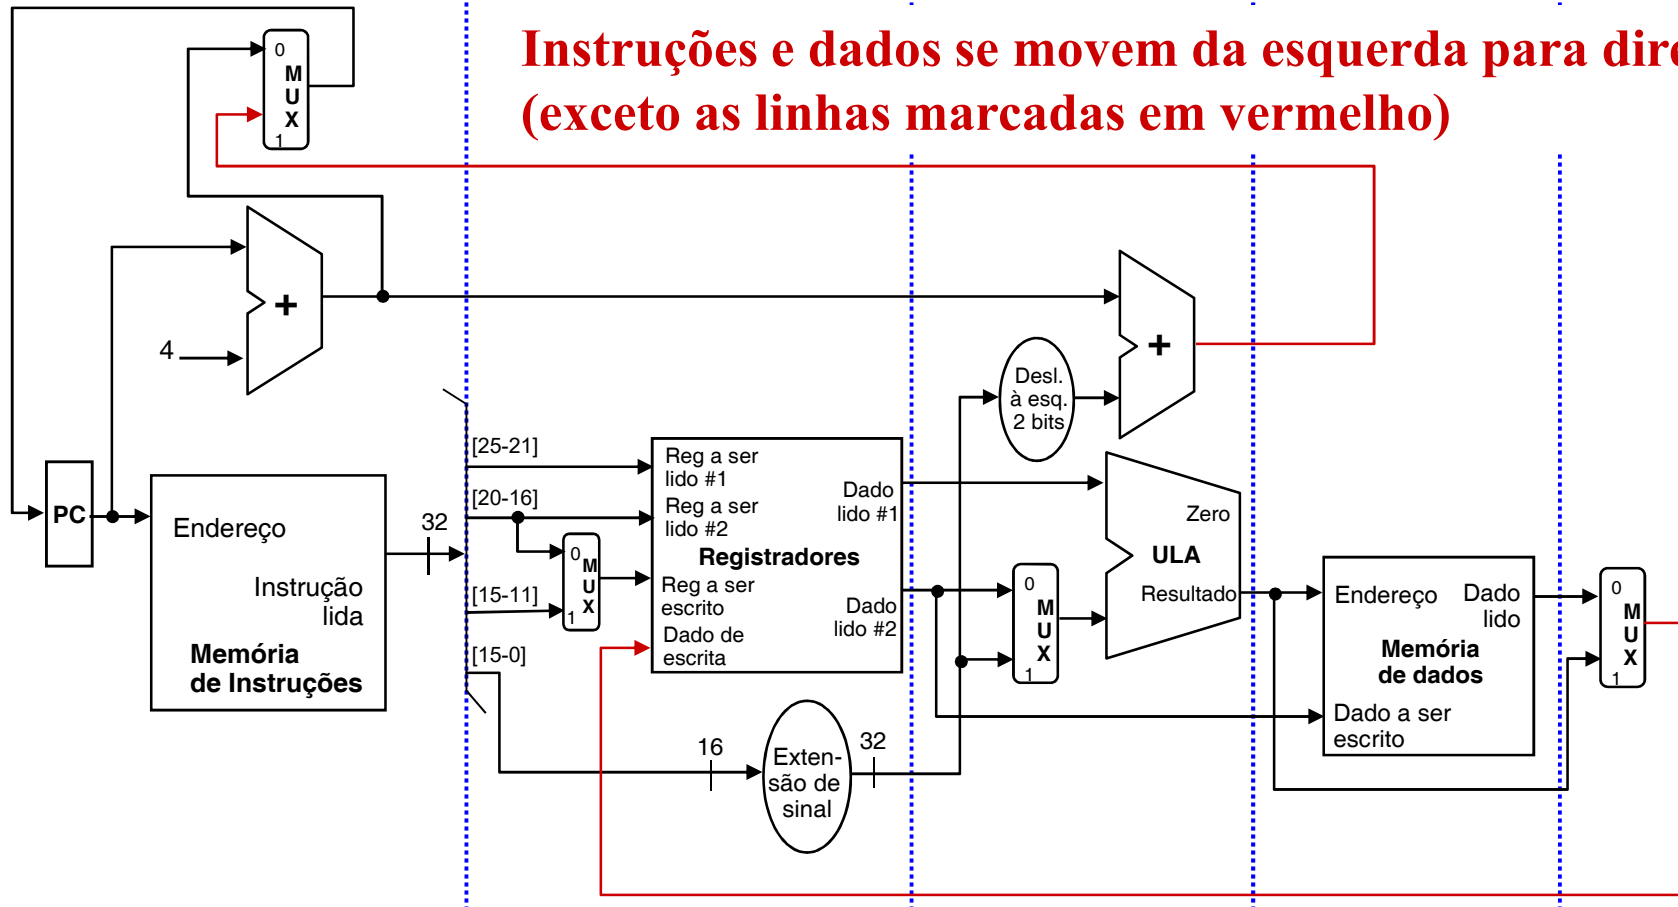 Instruções e dados se movem da esquerda para dire
(exceto as linhas marcadas em vermelho)
0
M
U
X
1
+
4
+
Desl.
à esq.
2 bits
PC
Endereço
Instrução
lida
Memória
de Instruções
32
[25-21]
[20-16]
[15-11]
[15-0]
0
M
U
X
1
Reg a ser
lido #1
Reg a ser
lido #2
Registradores
Reg a ser
escrito
Dado de
escrita
Dado
lido #1
Dado
lido #2
16
Exten-
são de
sinal
32
0
M
U
X
1
Zero
ULA
Resultado
Endereço
Dado
lido
Memória
de dados
Dado a ser
escrito
0
M
U
X
1